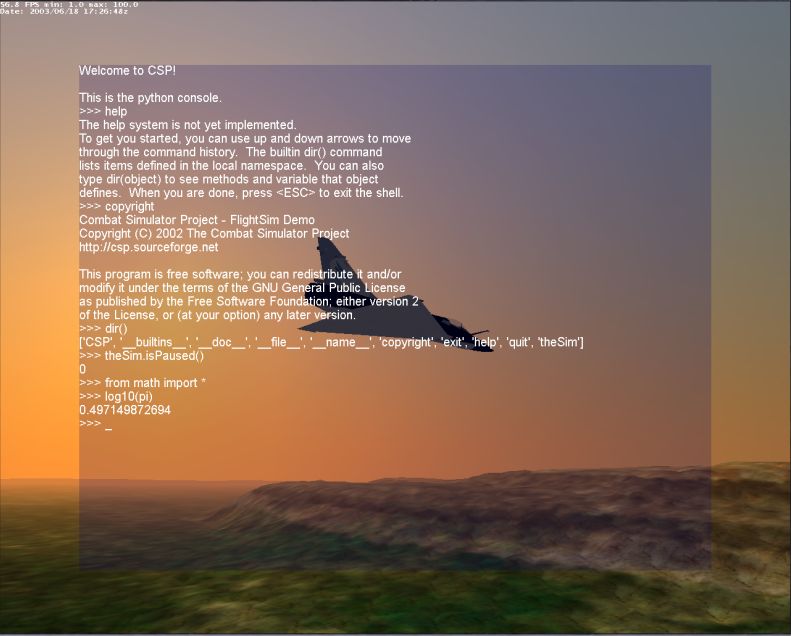 56.8 FPS min: 1.0 max: 100.0
Date: 2003/06/18 17:26:48z
Welcome to CSP!
This is the python console.
>>> help
The help system is not yet implemented.
To get you started, you can use up and down arrows to move
through the command history.  The builtin dir() command
lists items defined in the local namespace.  You can also
type dir(object) to see methods and variable that object
defines.  When you are done, press <ESC> to exit the shell.
>>> copyright
Combat Simulator Project - FlightSim Demo
Copyright (C) 2002 The Combat Simulator Project
http://csp.sourceforge.net
This program is free software; you can redistribute it and/or
modify it under the terms of the GNU General Public License
as published by the Free Software Foundation; either version 2
of the License, or (at your option) any later version.
>>> dir()
['CSP', '__builtins__', '__doc__', '__file__', '__name__', 'copyright', 'exit', 'help', 'quit', 'theSim']
>>> theSim.isPaused()
0
>>> from math import *
>>> log10(pi)
0.497149872694
>>> _